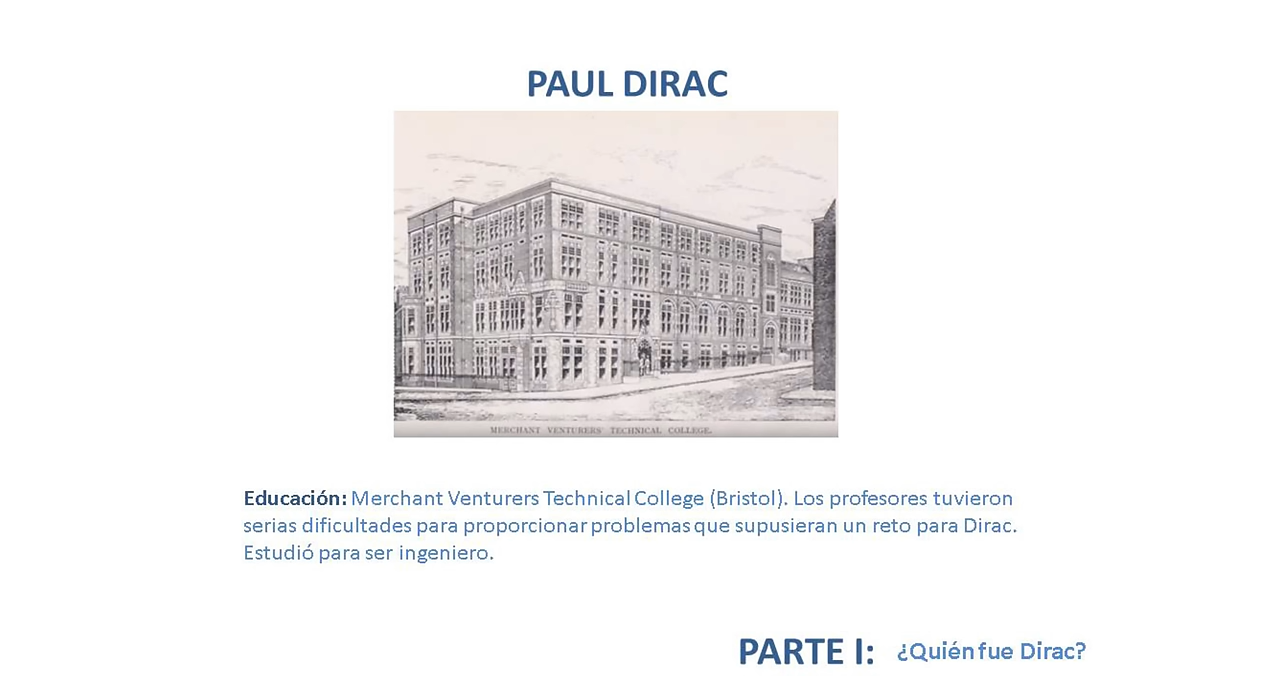 PAUL DIRAC
MERCHANT VENTURERS' TECHNICAL COLLEGE.
Educación: Merchant Venturers Technical College (Bristol). Los profesores tuvieron
serias dificultades para proporcionar problemas que supusieran un reto para Dirac.
Estudió para ser ingeniero.
PARTE I: ¿Quién fue Dirac?